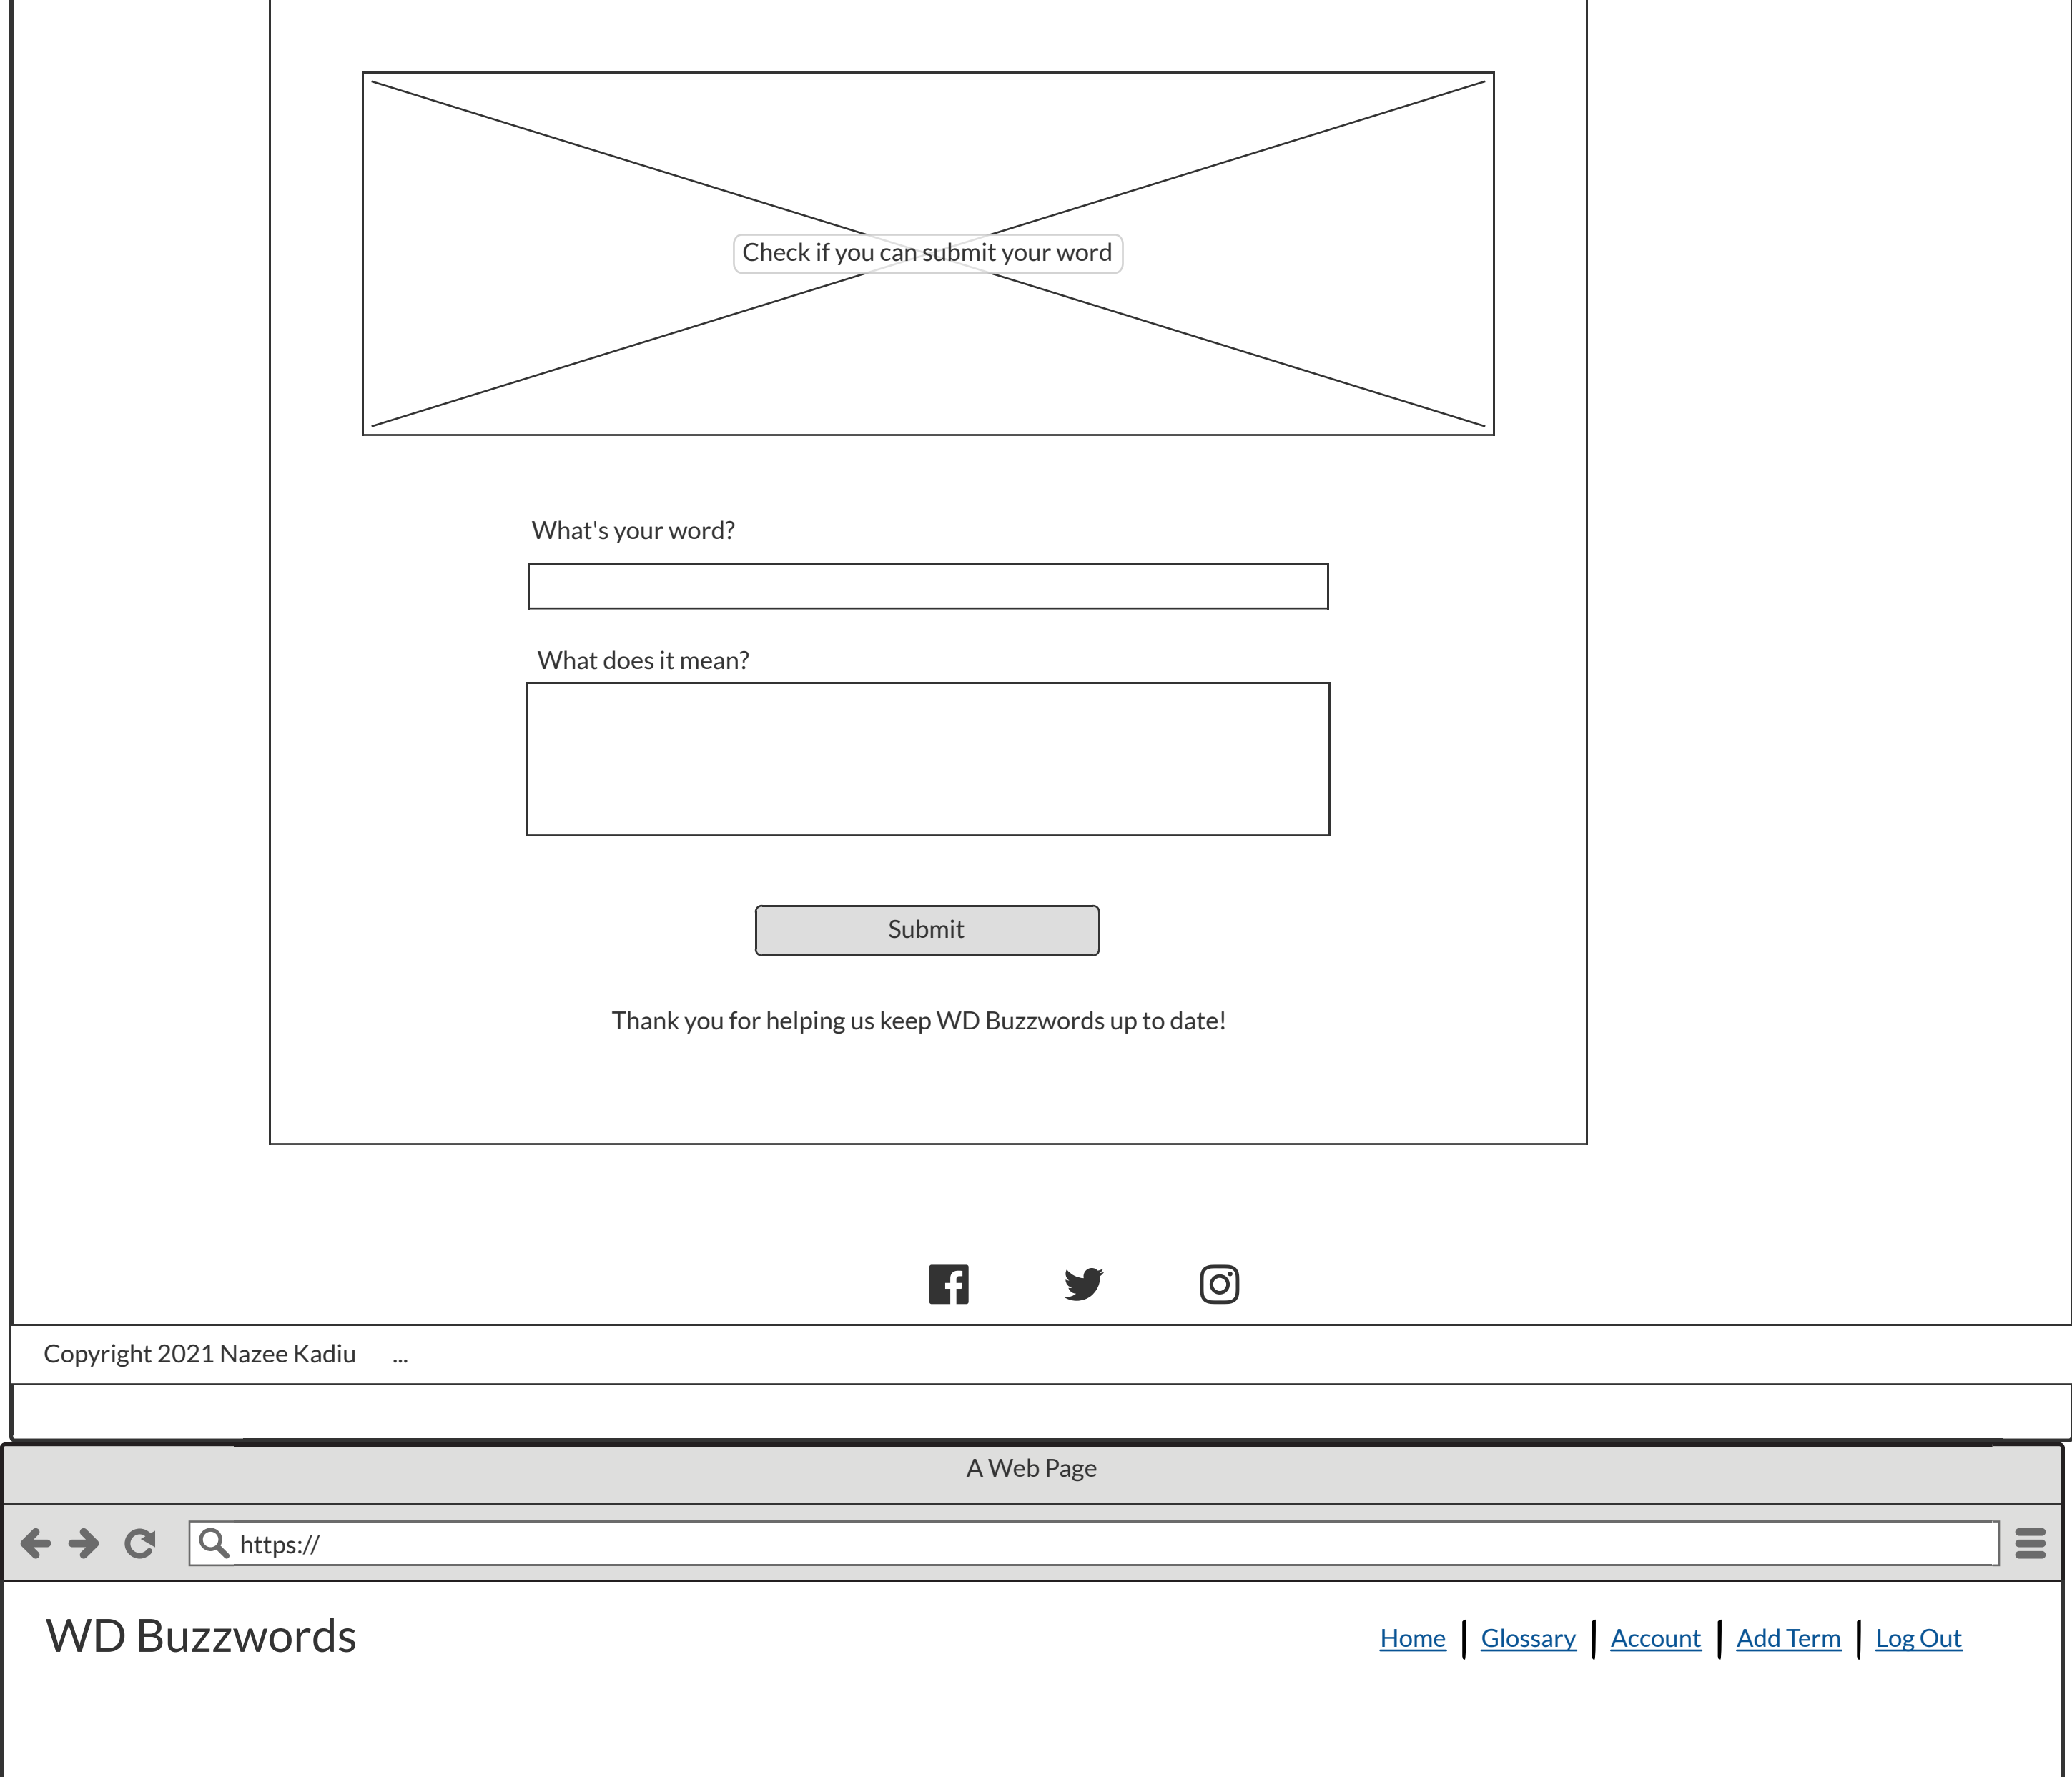 Check if you can submit your word
What's your word?
What does it mean?
Submit
Thank you for helping us keep WD Buzzwords up to date!
Copyright 2021 Nazee Kadiu ...
A Web Page
https://
WD Buzzwords
Home | Glossary | Account | Add Term | Log Out